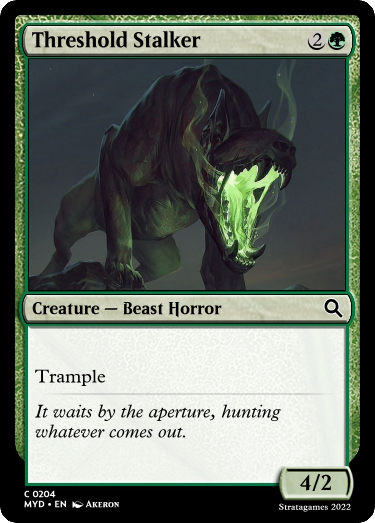 Threshold Stalker 2
Creature — Beast Horror
Trample
It waits by the aperture, hunting
whatever comes out.
4/2
C 0204
MYD • EN Akeron
Stratagames 2022